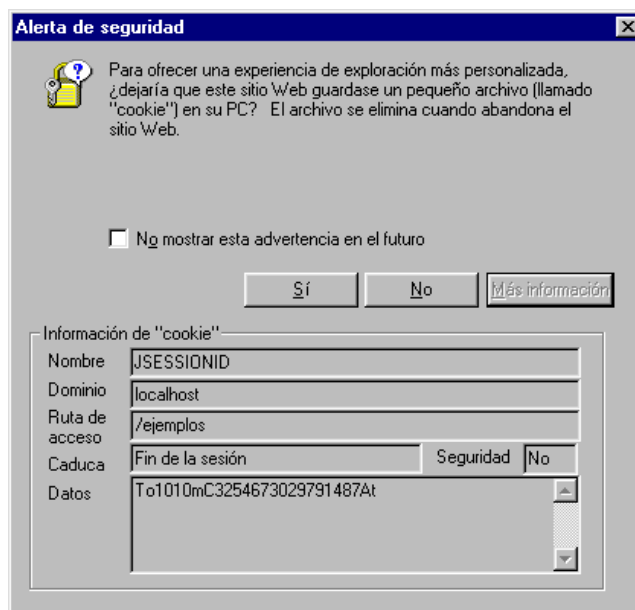 Alerta de seguridad
Para ofrecer una experiencia de exploración más personalizada,
¿dejaría que este sitio Web guardase un pequeño archivo (llamado
"cookie") en su PC? El archivo se elimina cuando abandona el
sitio Web.
No mostrar esta advertencia en el futuro
Sí No Más información
Información de "cookie"
Nombre JSESSIONID
Dominio localhost
Ruta de
acceso /ejemplos
Caduca Fin de la sesión Seguridad No
Datos To1010mC3254673029791487At